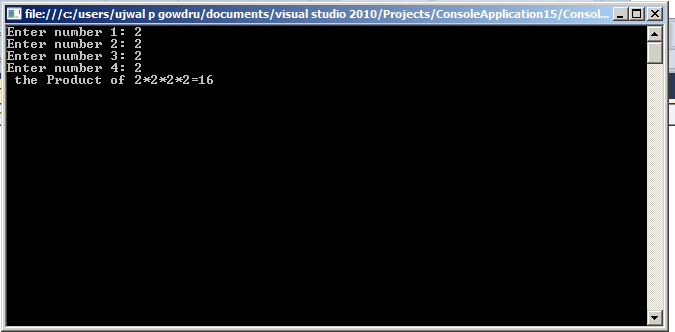 file:///c:/users/ujwal p gowdru/documents/visual studio 2010/Projects/ConsoleApplication15/Consol...
Enter number 1: 2
Enter number 2: 2
Enter number 3: 2
Enter number 4: 2
 the Product of 2*2*2*2=16